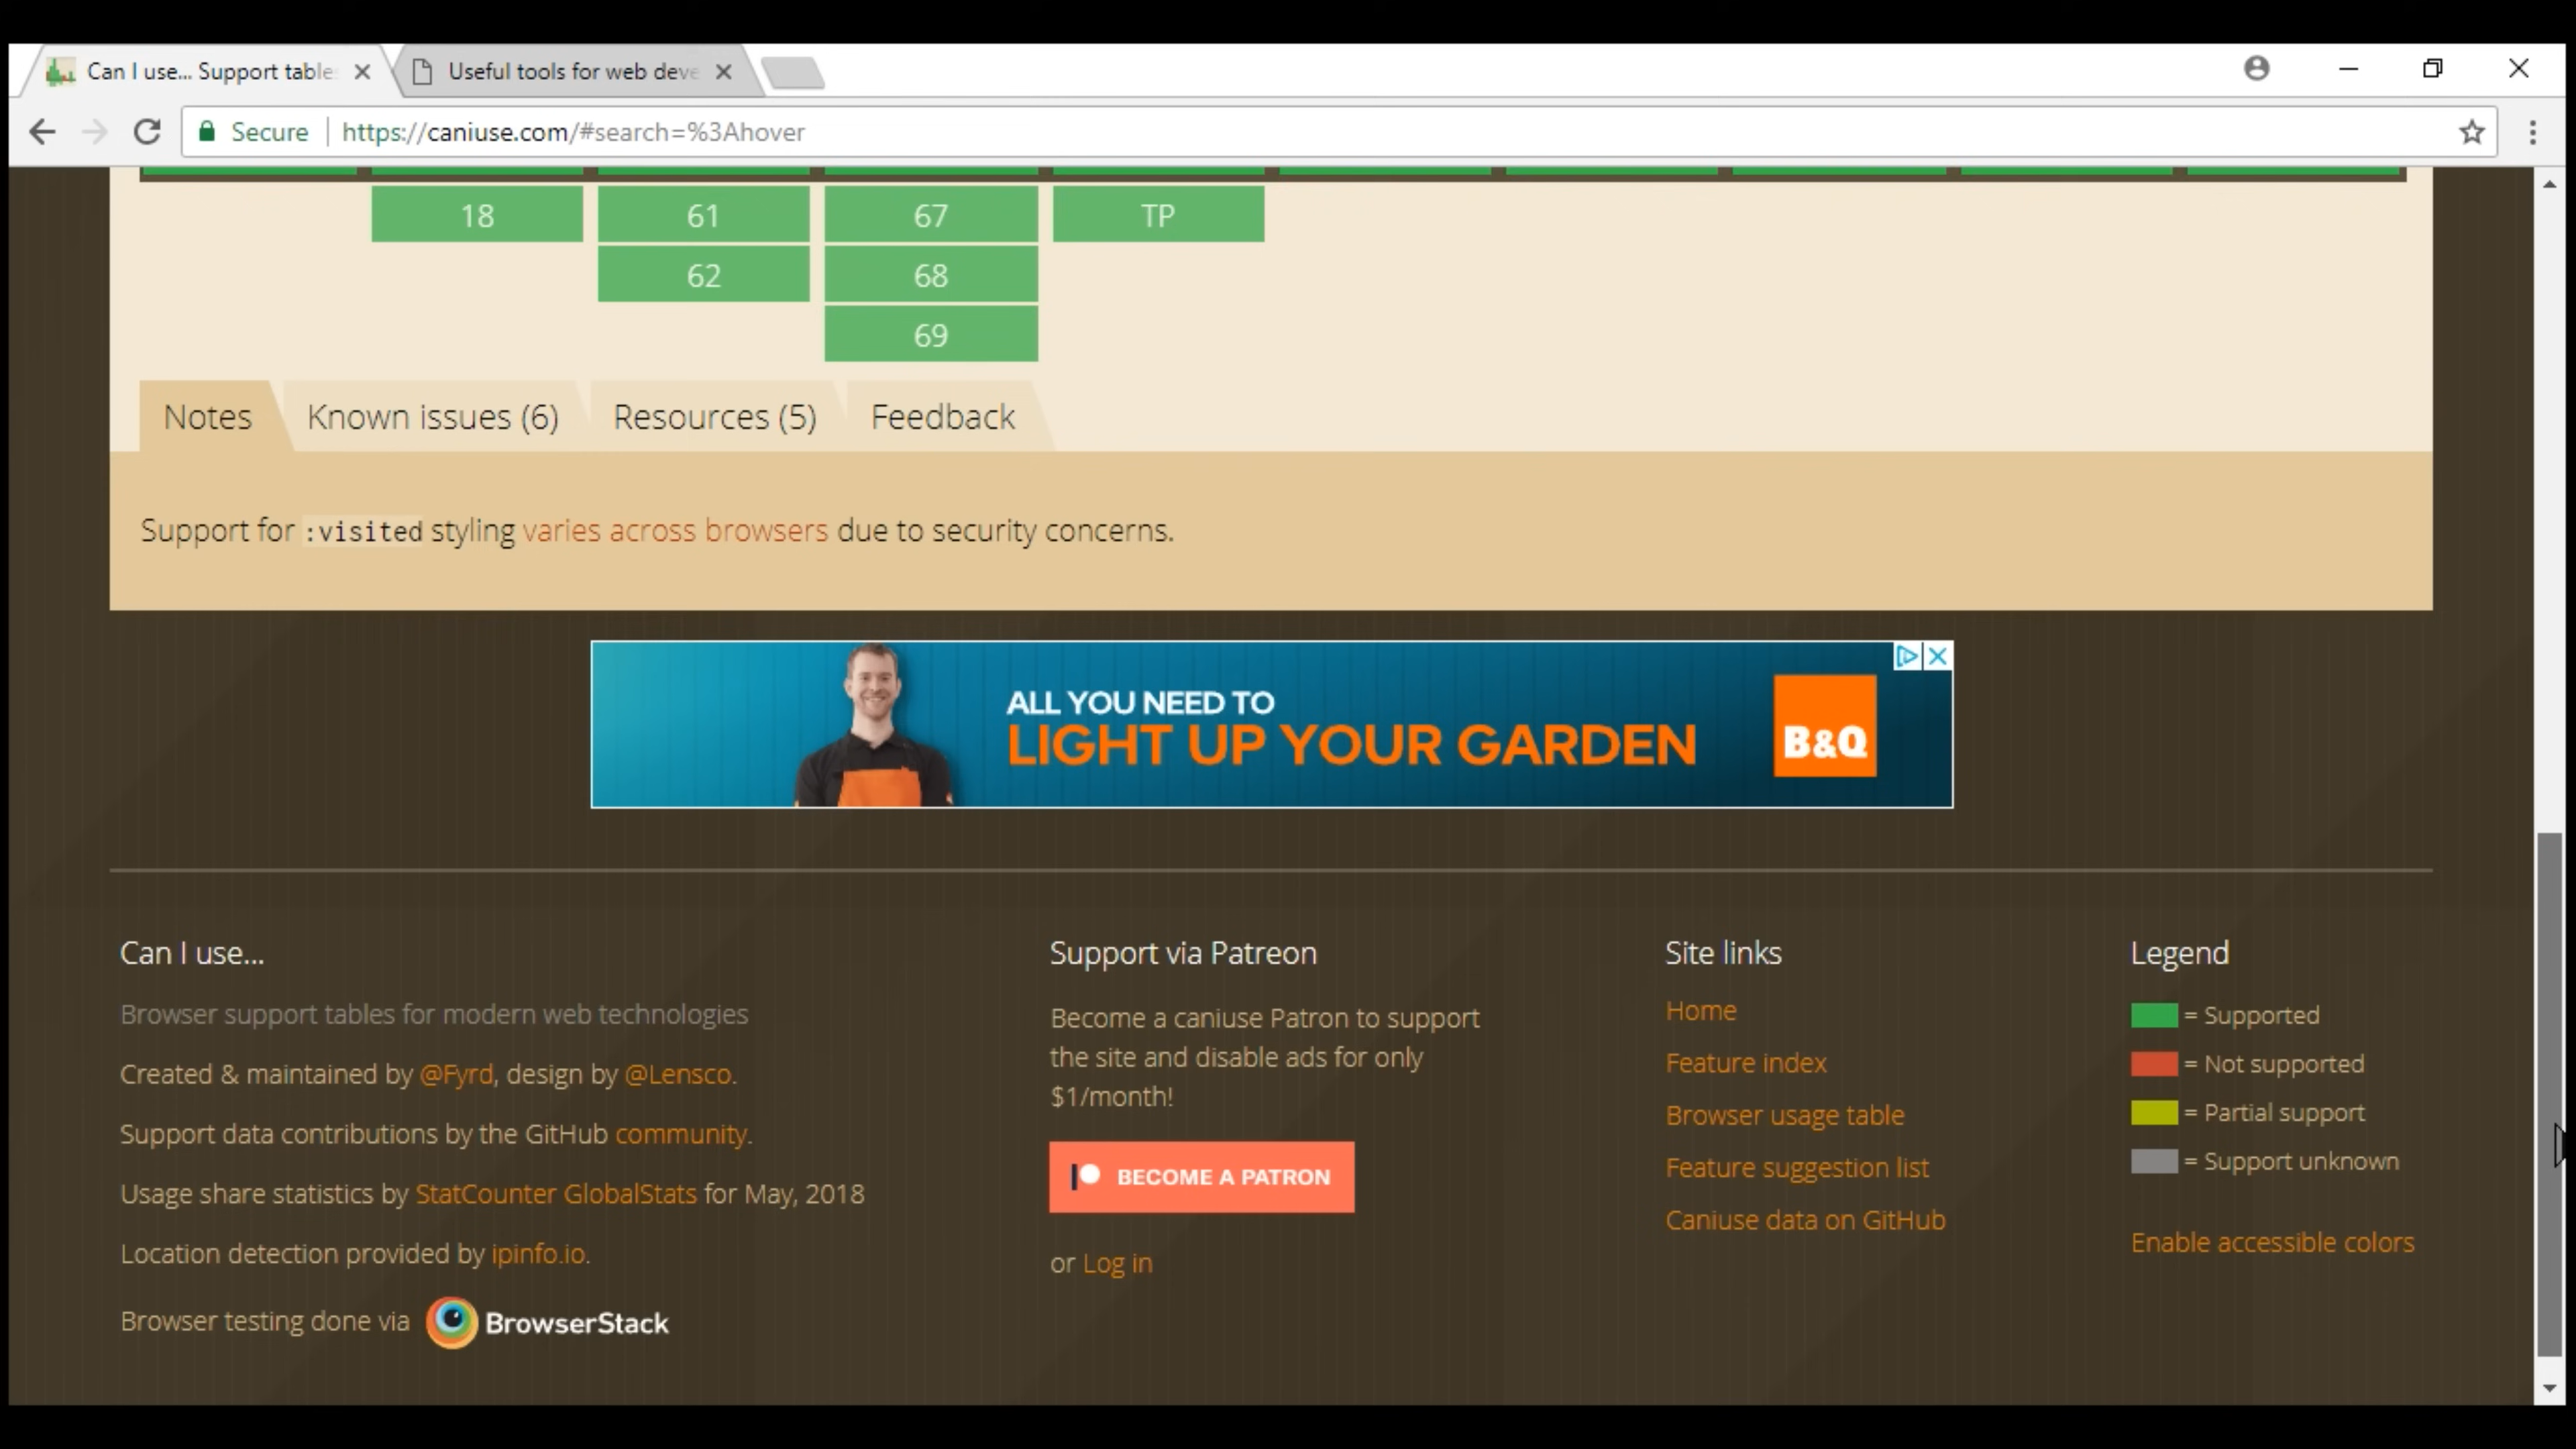 Can I use... Support table
Useful tools for web deve
Secure
https://caniuse.com/#search=%3Ahover
18 61 67 TP
62 68
69
Notes Known issues (6) Resources (5) Feedback
Support for :visited styling varies across browsers due to security concerns.
ALL YOU NEED TO
LIGHT UP YOUR GARDEN
B&Q
Can I use...
Browser support tables for modern web technologies
Created & maintained by @Fyrd, design by @Lensco.
Support data contributions by the GitHub community.
Usage share statistics by StatCounter GlobalStats for May, 2018
Location detection provided by ipinfo.io.
Browser testing done via BrowserStack
Support via Patreon
Become a caniuse Patron to support
the site and disable ads for only
$1/month!
BECOME A PATRON
or Log in
Site links
Home
Feature index
Browser usage table
Feature suggestion list
Caniuse data on GitHub
Legend
= Supported
= Not supported
= Partial support
= Support unknown
Enable accessible colors